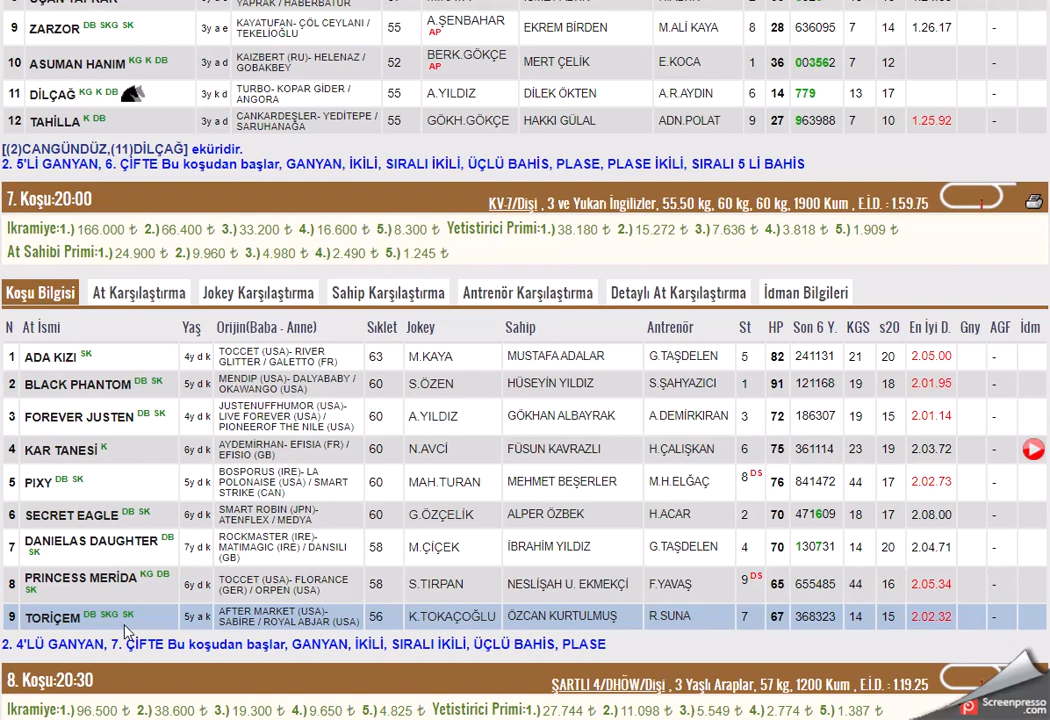 9 ZARZOR DB SKG SK 3y a e KAYATUFAN- ÇÖL CEYLANI / TEKELİOĞLU 55 A.ŞENBAHAR AP EKREM BİRDEN M.ALİ KAYA 8 28 636095 7 14 1.26.17 -
10 ASUMAN HANIM KG K DB 3y a d KAIZBERT (RU)- HELENAZ / GOBAKBEY 52 BERK.GÖKÇE AP MERT ÇELİK E.KOCA 1 36 003562 7 12 -
11 DİLÇAĞ KG K DB 3y k d TURBO- KOPAR GİDER / ANGORA 55 A.YILDIZ DİLEK ÖKTEN A.R.AYDIN 6 14 779 13 17 -
12 TAHİLLA K DB 3y a d CANKARDEŞLER- YEDİTEPE / SARUHANAĞA 55 GÖKH.GÖKÇE HAKKI GÜLAL ADN.POLAT 9 27 963988 7 10 1.25.92 -
[(2)CANGÜNDÜZ,(11)DİLÇAĞ] eküridir.
2. 5'Lİ GANYAN, 6. ÇİFTE Bu koşudan başlar, GANYAN, İKİLİ, SIRALI İKİLİ, ÜÇLÜ BAHİS, PLASE, PLASE İKİLİ, SIRALI 5 Lİ BAHİS
7. Koşu:20:00 KV-7/Dişi , 3 ve Yukarı İngilizler, 55.50 kg, 60 kg, 60 kg, 1900 Kum , E.İ.D. : 1.59.75
İkramiye:1.) 166.000 ₺ 2.) 66.400 ₺ 3.) 33.200 ₺ 4.) 16.600 ₺ 5.) 8.300 ₺ Yetistirici Primi:1.) 38.180 ₺ 2.) 15.272 ₺ 3.) 7.636 ₺ 4.) 3.818 ₺ 5.) 1.909 ₺
At Sahibi Primi:1.) 24.900 ₺ 2.) 9.960 ₺ 3.) 4.980 ₺ 4.) 2.490 ₺ 5.) 1.245 ₺
Koşu Bilgisi At Karşılaştırma Jokey Karşılaştırma Sahip Karşılaştırma Antrenör Karşılaştırma Detaylı At Karşılaştırma İdman Bilgileri
N At İsmi Yaş Orijin(Baba - Anne) Sıklet Jokey Sahip Antrenör St HP Son 6 Y. KGS s20 En İyi D. Gny AGF İdm
1 ADA KIZI SK 4y d k TOCCET (USA)- RIVER GLITTER / GALETTO (FR) 63 M.KAYA MUSTAFA ADALAR G.TAŞDELEN 5 82 241131 21 20 2.05.00 -
2 BLACK PHANTOM DB SK 5y d k MENDIP (USA)- DALYABABY / OKAWANGO (USA) 60 S.ÖZEN HÜSEYİN YILDIZ S.ŞAHYAZICI 1 91 121168 19 18 2.01.95 -
3 FOREVER JUSTEN DB SK 4y d k JUSTENUFFHUMOR (USA)- LIVE FOREVER (USA) / PIONEEROF THE NILE (USA) 60 A.YILDIZ GÖKHAN ALBAYRAK A.DEMİRKIRAN 3 72 186307 19 15 2.01.14 -
4 KAR TANESİ K 6y d k AYDEMİRHAN- EFISIA (FR) / EFISIO (GB) 60 N.AVCİ FÜSUN KAVRAZLI H.ÇALIŞKAN 6 75 361114 23 19 2.03.72 -
5 PIXY DB SK 5y d k BOSPORUS (IRE)- LA POLONAISE (USA) / SMART STRIKE (CAN) 60 MAH.TURAN MEHMET BEŞERLER M.H.ELĞAÇ 8 DS 76 841472 44 17 2.02.73 -
6 SECRET EAGLE DB SK 6y d k SMART ROBIN (JPN)- ATENFLEX / MEDYA 60 G.ÖZÇELİK ALPER ÖZBEK H.ACAR 2 70 471609 18 17 2.08.00 -
7 DANIELAS DAUGHTER DB SK 7y d k ROCKMASTER (IRE)- MATIMAGIC (IRE) / DANSILI (GB) 58 M.ÇİÇEK İBRAHİM YILDIZ G.TAŞDELEN 4 70 130731 14 20 2.04.71 -
8 PRINCESS MERİDA KG DB SK 6y d k TOCCET (USA)- FLORANCE (GER) / ORPEN (USA) 58 S.TIRPAN NESLİŞAH U. EKMEKÇİ F.YAVAŞ 9 DS 65 655485 44 16 2.05.34 -
9 TORİÇEM DB SKG SK 5y a k AFTER MARKET (USA)- SABİRE / ROYAL ABJAR (USA) 56 K.TOKAÇOĞLU ÖZCAN KURTULMUŞ R.SUNA 7 67 368323 14 15 2.02.32 -
2. 4'LÜ GANYAN, 7. ÇİFTE Bu koşudan başlar, GANYAN, İKİLİ, SIRALI İKİLİ, ÜÇLÜ BAHİS, PLASE
8. Koşu:20:30 ŞARTLI 4/DHÖW/Dişi , 3 Yaşlı Araplar, 57 kg, 1200 Kum , E.İ.D. : 1.19.25
İkramiye:1.) 96.500 ₺ 2.) 38.600 ₺ 3.) 19.300 ₺ 4.) 9.650 ₺ 5.) 4.825 ₺ Yetistirici Primi:1.) 27.744 ₺ 2.) 11.098 ₺ 3.) 5.549 ₺ 4.) 2.774 ₺ 5.) 1.387 ₺
Screenpresso
.com